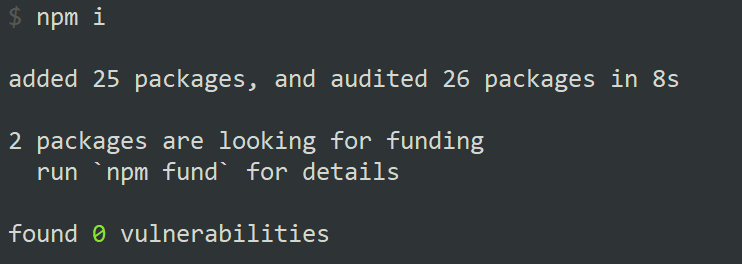 $ npm i
added 25 packages, and audited 26 packages in 8s
2 packages are looking for funding
  run `npm fund` for details
found 0 vulnerabilities